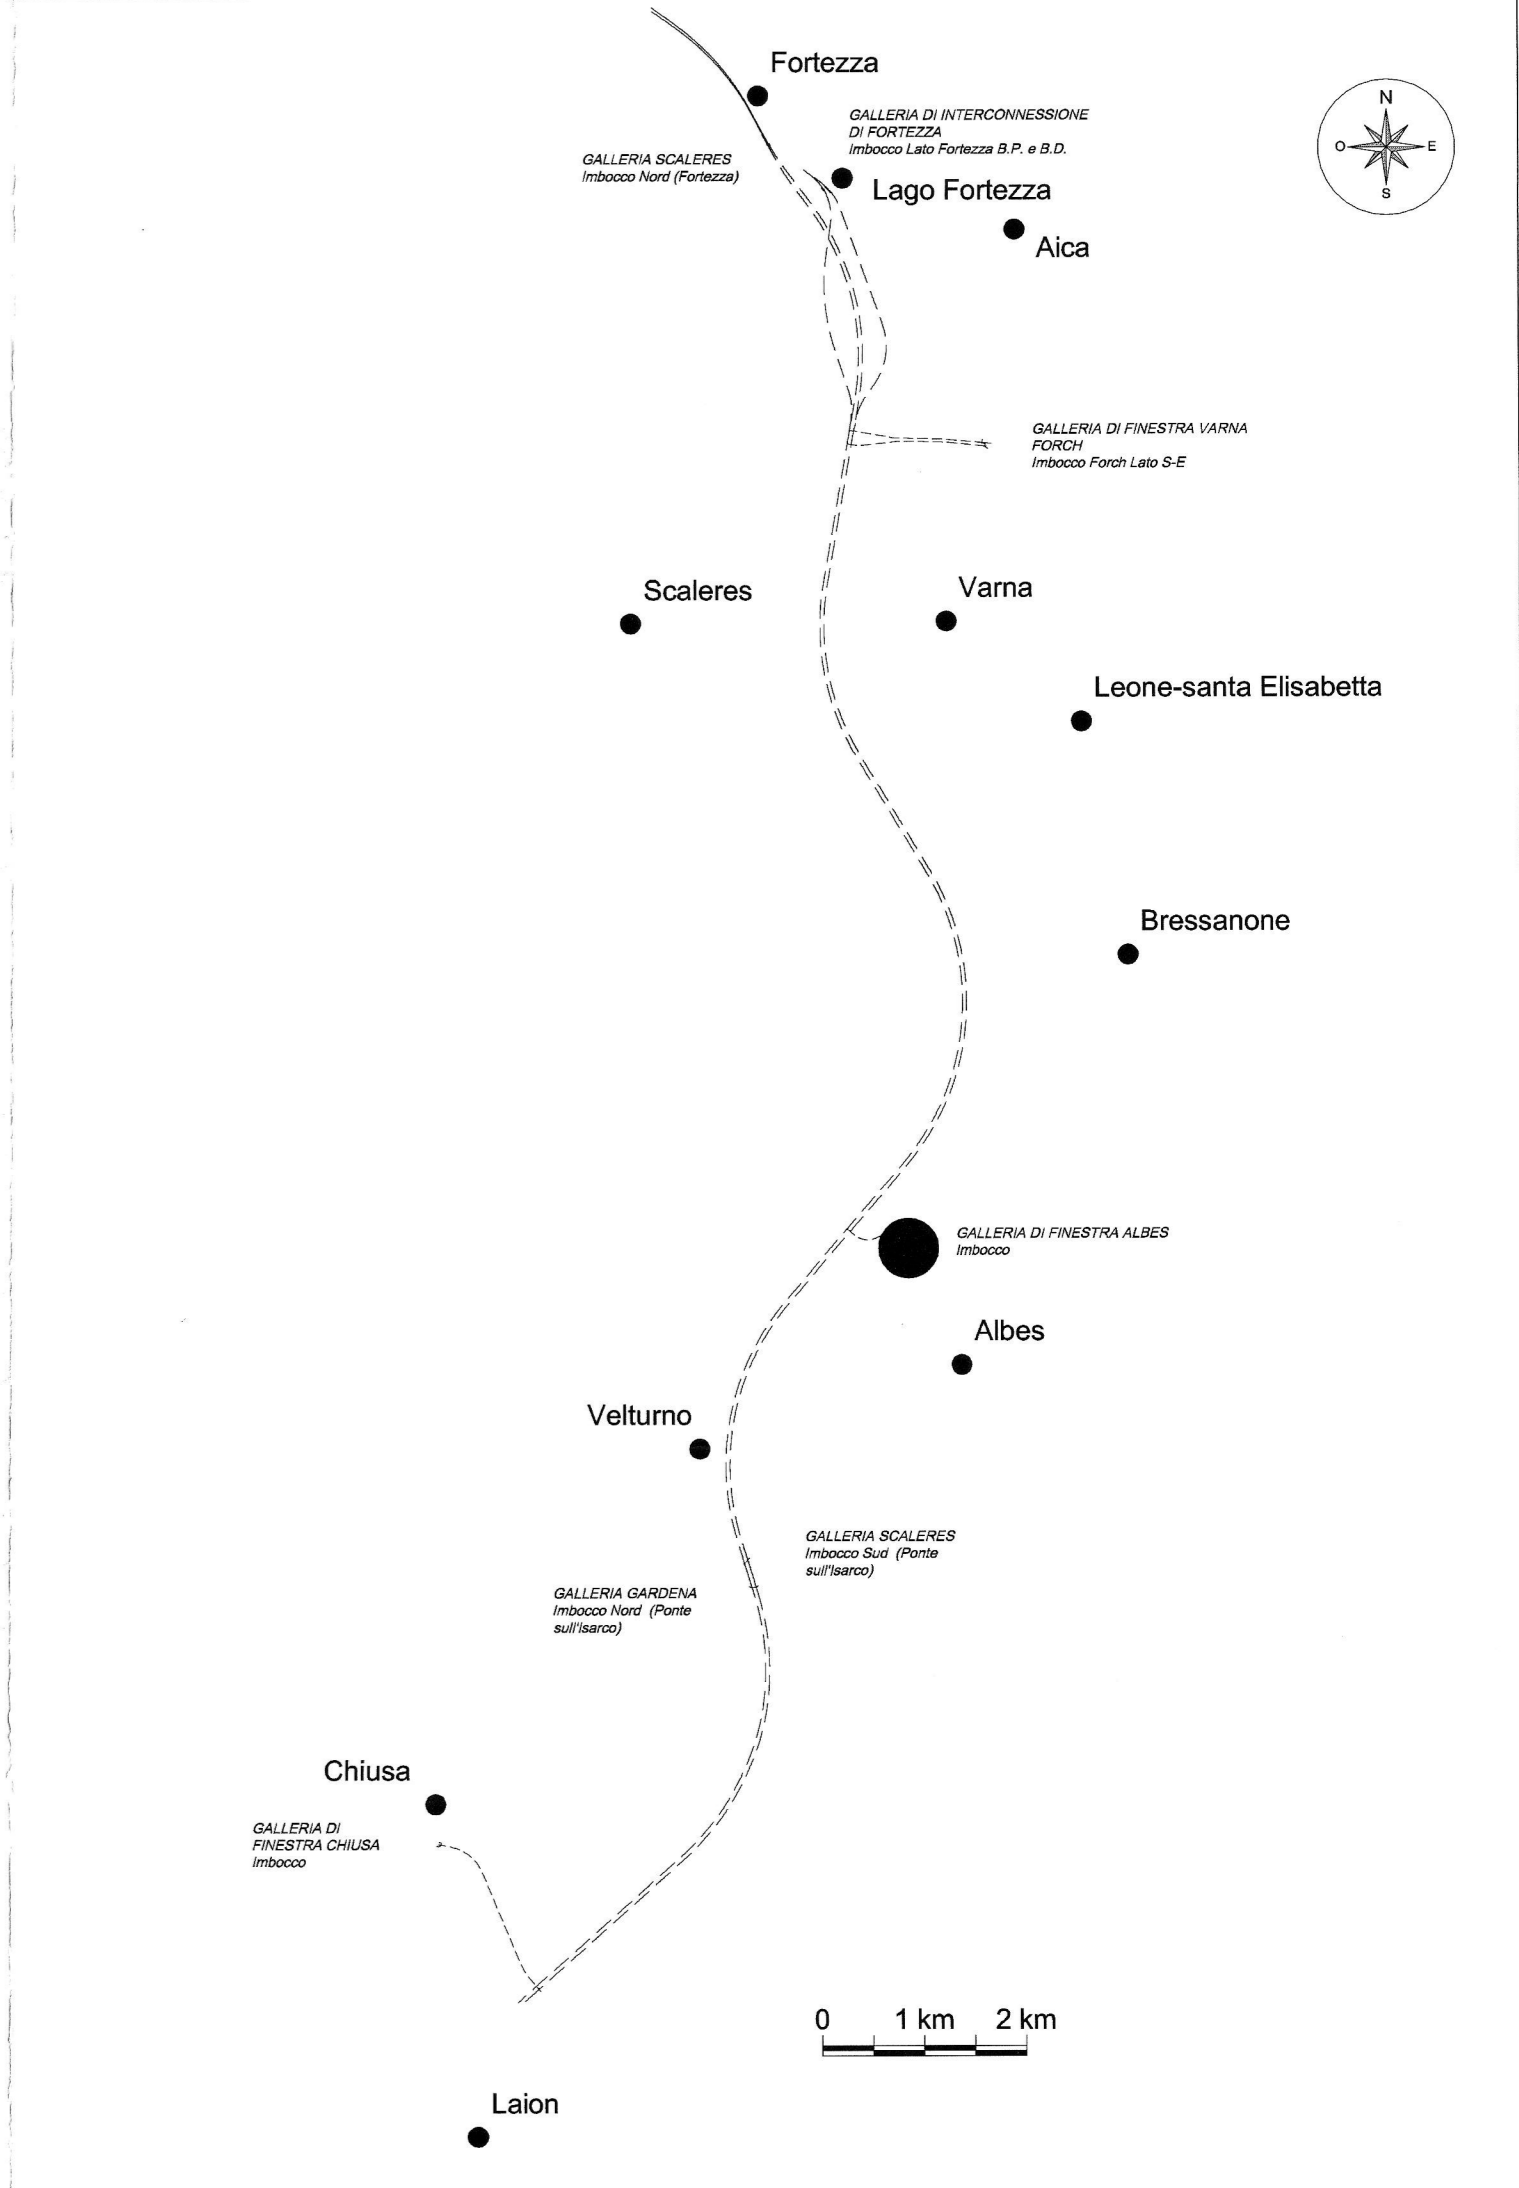 Fortezza
N
O
E
S
GALLERIA DI INTERCONNESSIONE
DI FORTEZZA
Imbocco Lato Fortezza B.P. e B.D.
GALLERIA SCALERES
Imbocco Nord (Fortezza)
Lago Fortezza
Aica
GALLERIA DI FINESTRA VARNA
FORCH
Imbocco Forch Lato S-E
Scaleres
Varna
Leone-santa Elisabetta
Bressanone
GALLERIA DI FINESTRA ALBES
Imbocco
Albes
Velturno
GALLERIA SCALERES
Imbocco Sud (Ponte
sull'Isarco)
GALLERIA GARDENA
Imbocco Nord (Ponte
sull'Isarco)
Chiusa
GALLERIA DI
FINESTRA CHIUSA
Imbocco
0 1 km 2 km
Laion